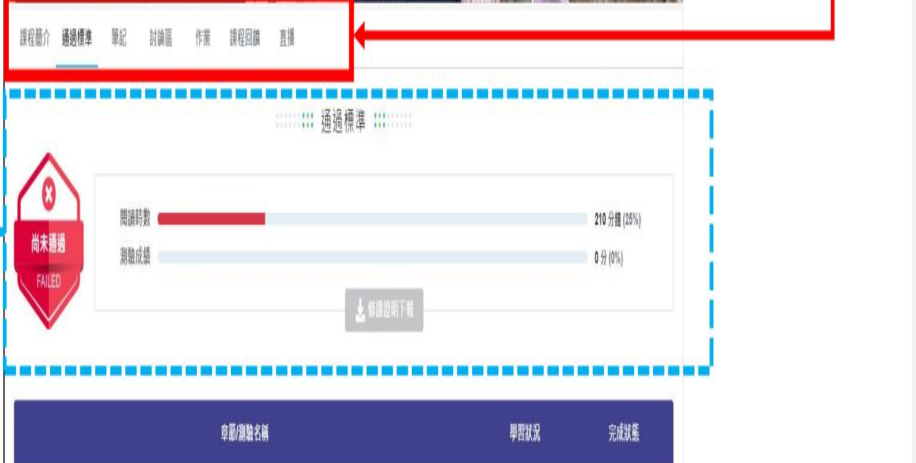 課程簡介 通過標準 筆記 討論區 作業 課程回饋 直播
通過標準
尚未通過
FAILED
閱讀時數 210 分鐘 (25%)
測驗成績 0 分 (0%)
修課證明下載
章節/測驗名稱 學習狀況 完成狀態